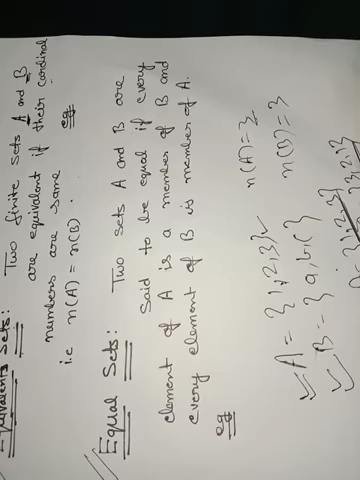 Equivalents Sets: Two finite Sets A and B
are equivalent if their cardinal
numbers are same
i.e n(A) = n(B) . eg
Equal Sets: Two Sets A and B are
Said to be equal if every
element of A is a member of B and
every element of B is member of A.
eg
A = {1, 2, 3} n(A) = 3
B = {a, b, c} n(B) = 3